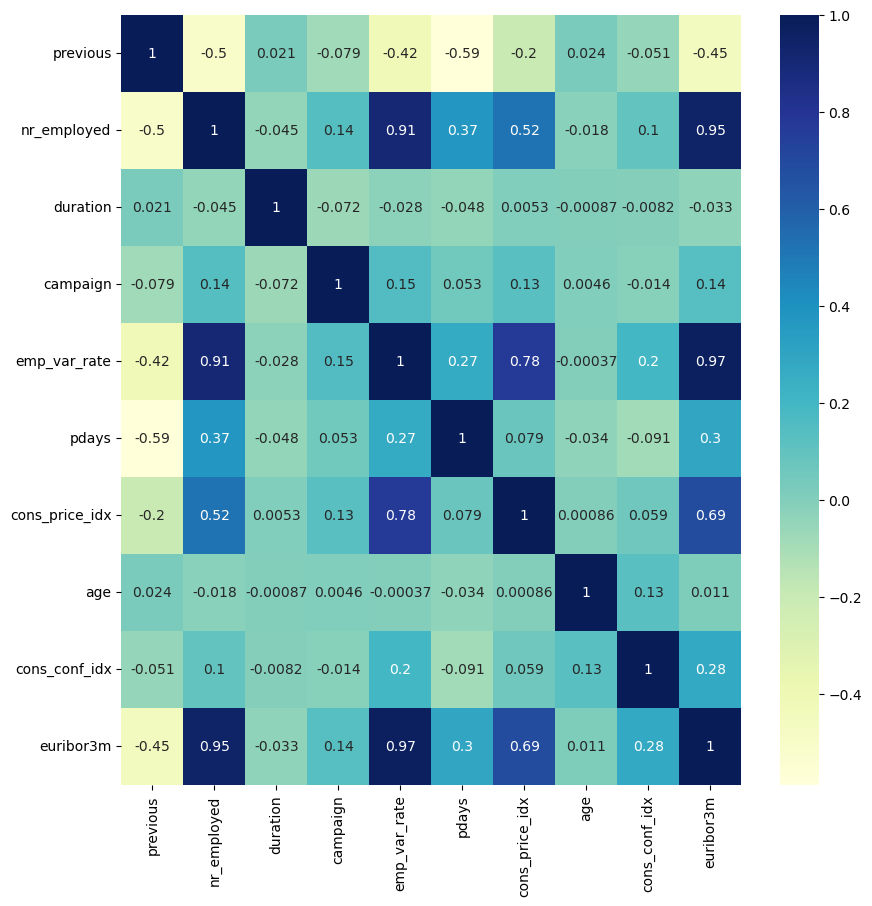 previous 1 -0.5 0.021 -0.079 -0.42 -0.59 -0.2 0.024 -0.051 -0.45
nr_employed -0.5 1 -0.045 0.14 0.91 0.37 0.52 -0.018 0.1 0.95
duration 0.021 -0.045 1 -0.072 -0.028 -0.048 0.0053 -0.00087 -0.0082 -0.033
campaign -0.079 0.14 -0.072 1 0.15 0.053 0.13 0.0046 -0.014 0.14
emp_var_rate -0.42 0.91 -0.028 0.15 1 0.27 0.78 -0.00037 0.2 0.97
pdays -0.59 0.37 -0.048 0.053 0.27 1 0.079 -0.034 -0.091 0.3
cons_price_idx -0.2 0.52 0.0053 0.13 0.78 0.079 1 0.00086 0.059 0.69
age 0.024 -0.018 -0.00087 0.0046 -0.00037 -0.034 0.00086 1 0.13 0.011
cons_conf_idx -0.051 0.1 -0.0082 -0.014 0.2 -0.091 0.059 0.13 1 0.28
euribor3m -0.45 0.95 -0.033 0.14 0.97 0.3 0.69 0.011 0.28 1
previous nr_employed duration campaign emp_var_rate pdays cons_price_idx age cons_conf_idx euribor3m
1.0
0.8
0.6
0.4
0.2
0.0
−0.2
−0.4